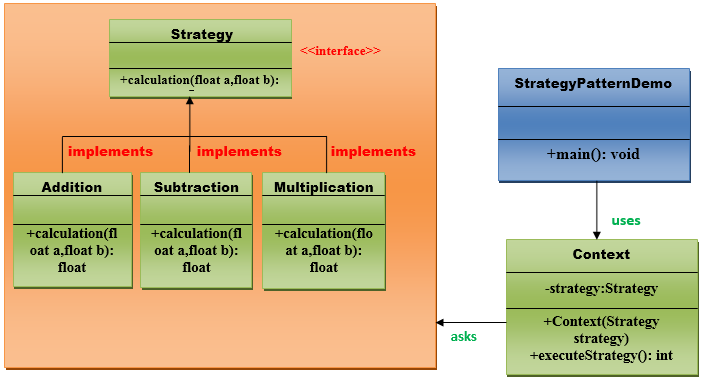 Strategy
<<interface>>
+calculation(float a,float b):
implements
implements
implements
Addition
+calculation(fl
oat a,float b):
float
Subtraction
+calculation(fl
oat a,float b):
float
Multiplication
+calculation(flo
at a,float b):
float
StrategyPatternDemo
+main(): void
uses
Context
-strategy:Strategy
+Context(Strategy
strategy)
+executeStrategy(): int
asks